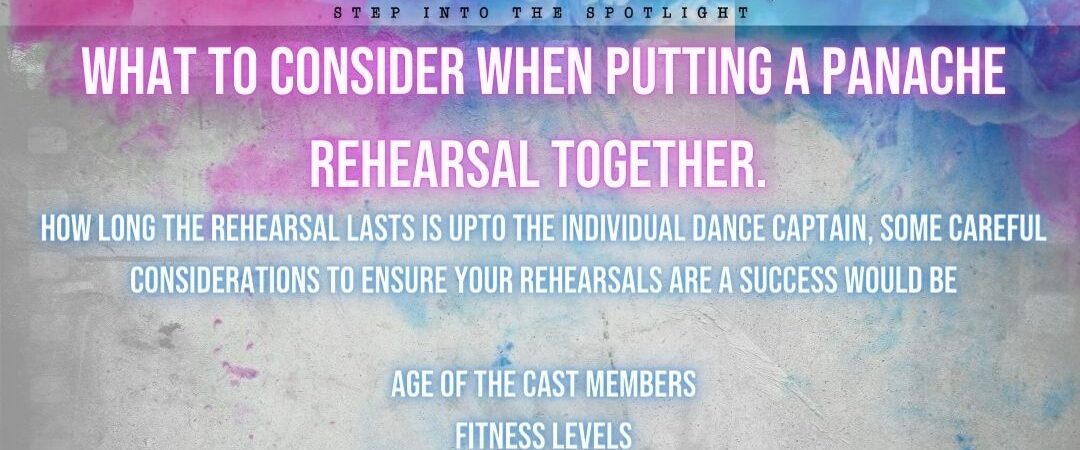 STEP INTO THE SPOTLIGHT
WHAT TO CONSIDER WHEN PUTTING A PANACHE
REHEARSAL TOGETHER.
HOW LONG THE REHEARSAL LASTS IS UPTO THE INDIVIDUAL DANCE CAPTAIN, SOME CAREFUL
CONSIDERATIONS TO ENSURE YOUR REHEARSALS ARE A SUCCESS WOULD BE
AGE OF THE CAST MEMBERS
FITNESS LEVELS